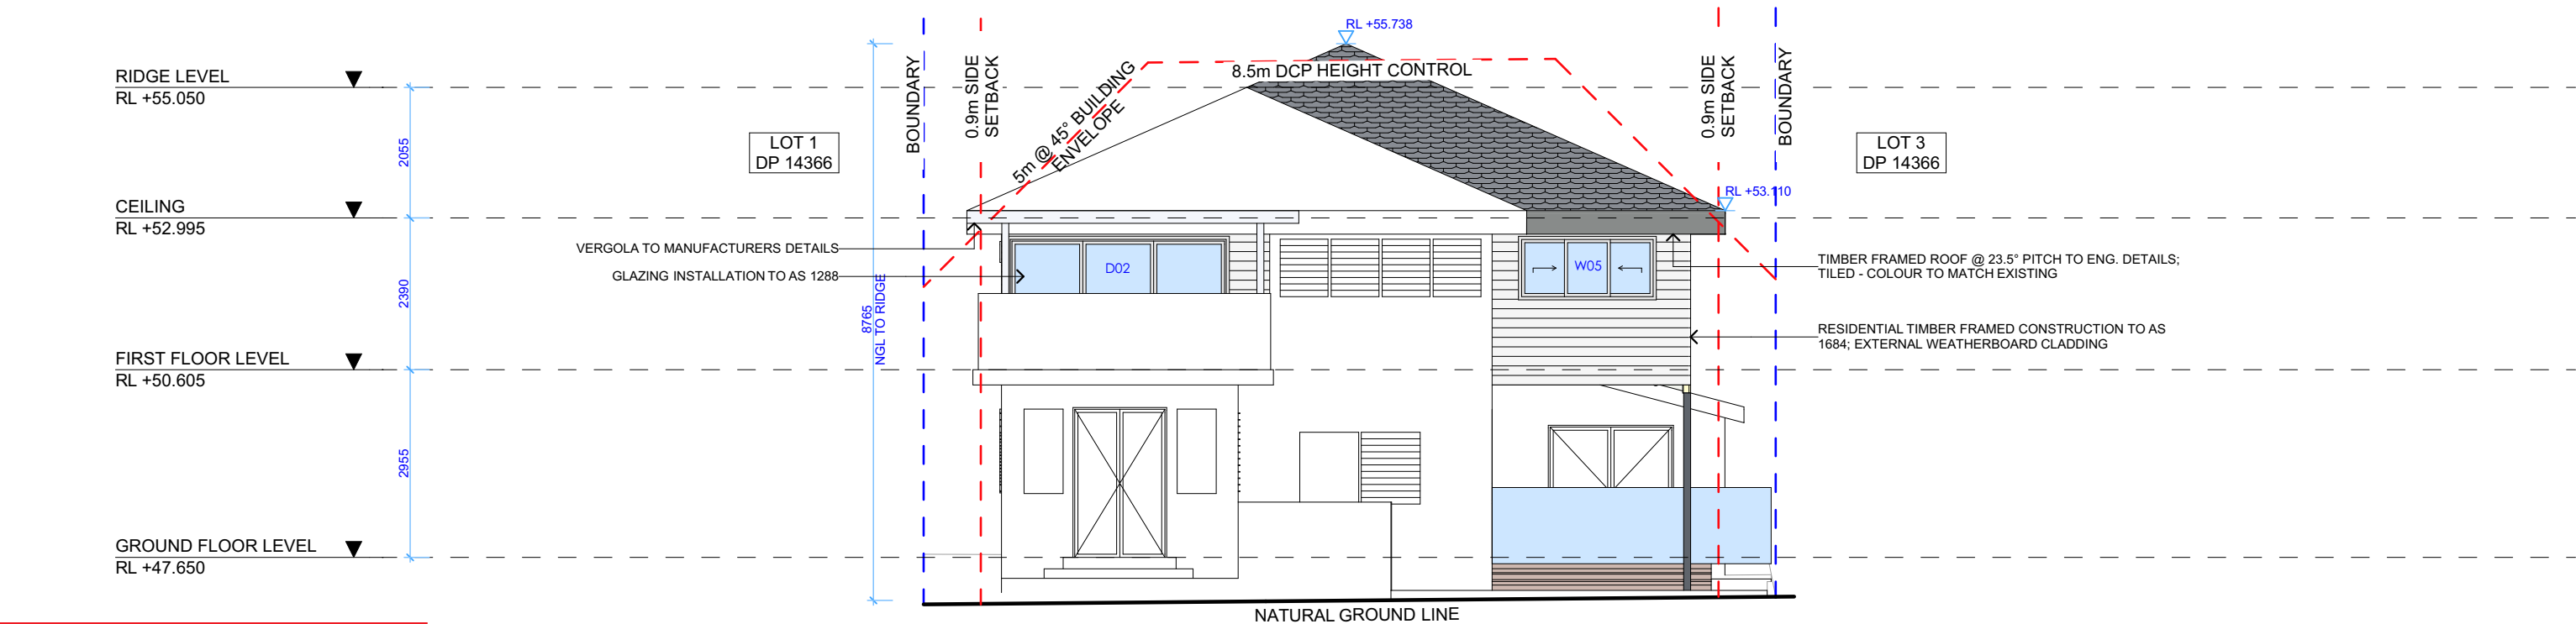 RL +55.738
RIDGE LEVEL
RL +55.050
8.5m DCP HEIGHT CONTROL
BOUNDARY
0.9m SIDE
SETBACK
5m @ 45° BUILDING
ENVELOPE
0.9m SIDE
SETBACK
BOUNDARY
2055
LOT 1
DP 14366
LOT 3
DP 14366
CEILING
RL +52.995
RL +53.110
VERGOLA TO MANUFACTURERS DETAILS
GLAZING INSTALLATION TO AS 1288
D02
W05
TIMBER FRAMED ROOF @ 23.5° PITCH TO ENG. DETAILS;
TILED - COLOUR TO MATCH EXISTING
2390
8765
NGL TO RIDGE
RESIDENTIAL TIMBER FRAMED CONSTRUCTION TO AS
1684; EXTERNAL WEATHERBOARD CLADDING
FIRST FLOOR LEVEL
RL +50.605
2955
GROUND FLOOR LEVEL
RL +47.650
NATURAL GROUND LINE